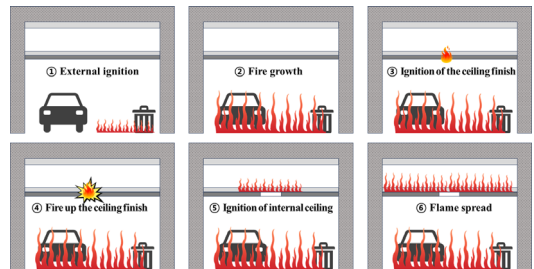 ① External ignition
② Fire growth
③ Ignition of the ceiling finish
④ Fire up the ceiling finish
⑤ Ignition of internal ceiling
⑥ Flame spread